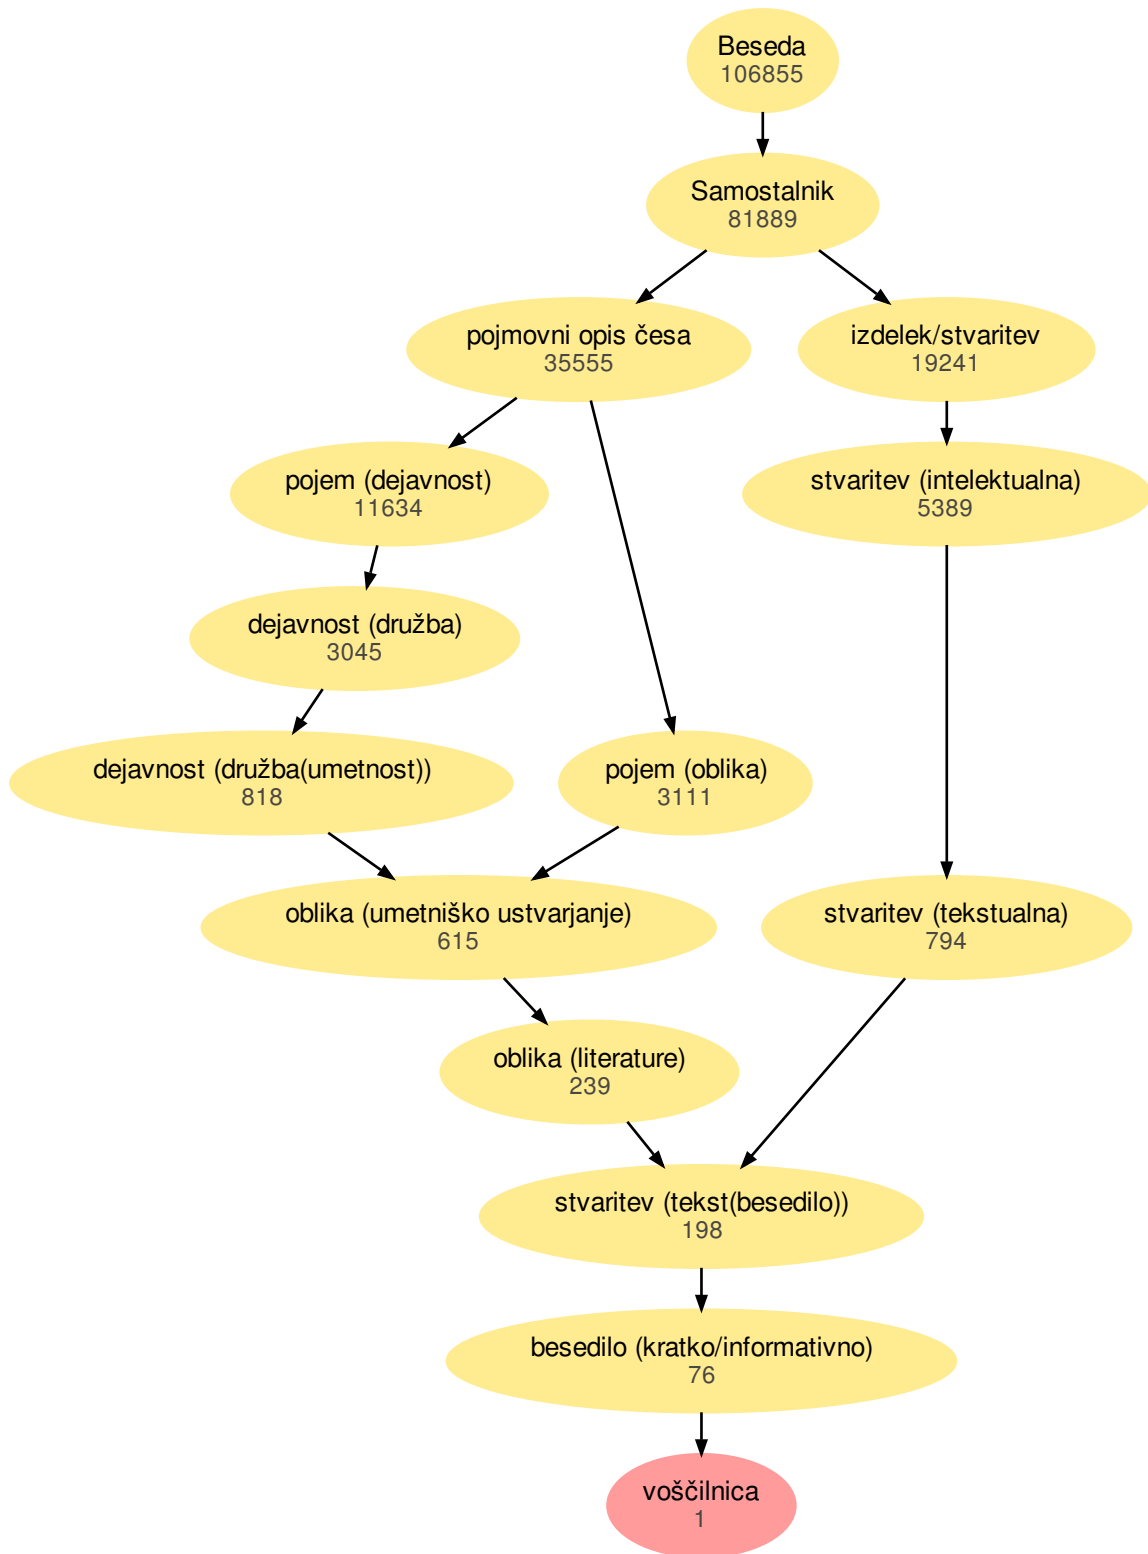 Beseda
106855
Samostalnik
81889
pojmovni opis česa
35555
izdelek/stvaritev
19241
pojem (dejavnost)
11634
stvaritev (intelektualna)
5389
dejavnost (družba)
3045
dejavnost (družba(umetnost))
818
pojem (oblika)
3111
oblika (umetniško ustvarjanje)
615
stvaritev (tekstualna)
794
oblika (literature)
239
stvaritev (tekst(besedilo))
198
besedilo (kratko/informativno)
76
voščilnica
1